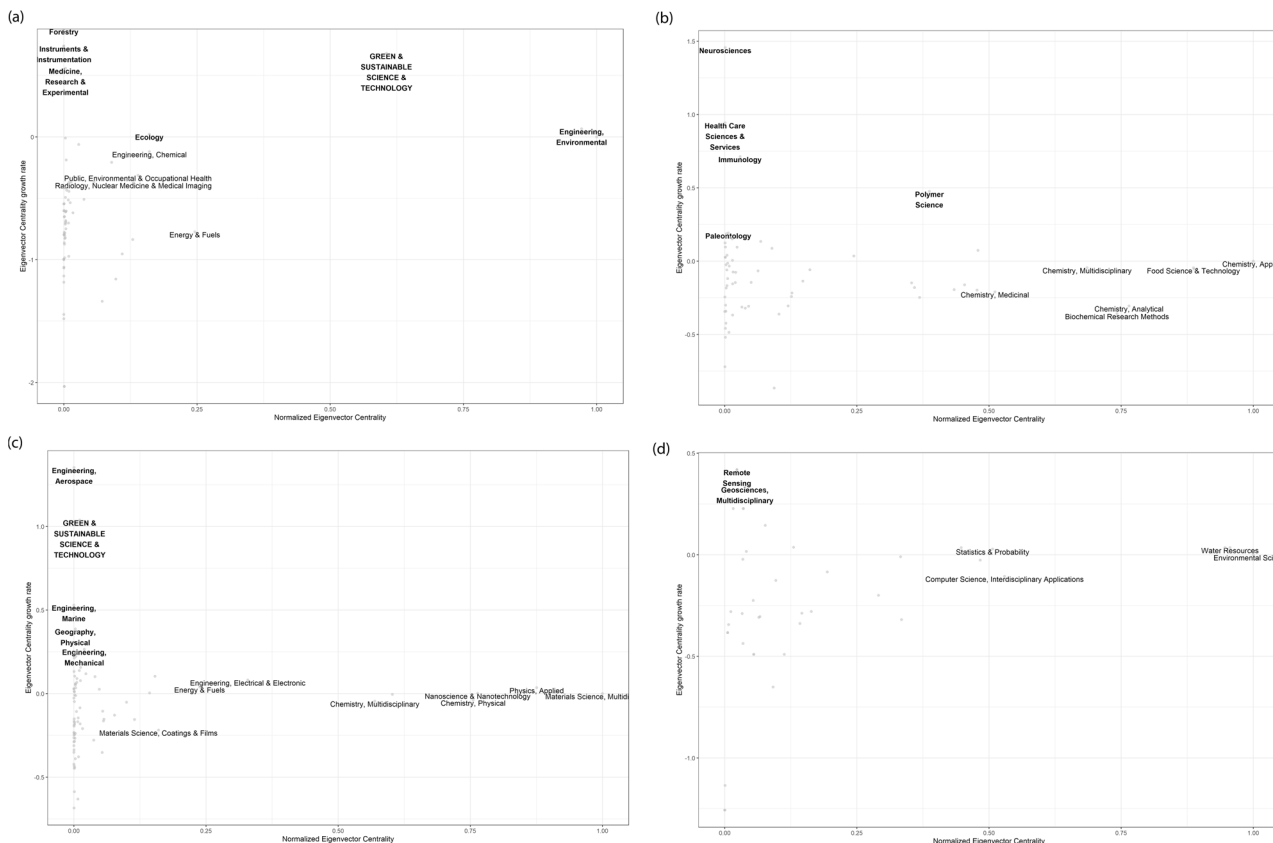 (a)
Forestry
Instruments &
Instrumentation
Medicine,
Research &
Experimental
GREEN &
SUSTAINABLE
SCIENCE &
TECHNOLOGY
Ecology
Engineering,
Environmental
Engineering, Chemical
Public, Environmental & Occupational Health
Radiology, Nuclear Medicine & Medical Imaging
Energy & Fuels
0
-1
-2
Eigenvector Centrality growth rate
0.00
0.25
0.50
0.75
1.00
Normalized Eigenvector Centrality
(b)
Neurosciences
Health Care
Sciences &
Services
Immunology
Polymer
Science
Paleontology
Chemistry, App
Chemistry, Multidisciplinary
Food Science & Technology
Chemistry, Medicinal
Chemistry, Analytical
Biochemical Research Methods
1.5
1.0
0.5
0.0
-0.5
Eigenvector Centrality growth rate
0.00
0.25
0.50
0.75
1.00
Normalized Eigenvector Centrality
(c)
Engineering,
Aerospace
GREEN &
SUSTAINABLE
SCIENCE &
TECHNOLOGY
Engineering,
Marine
Geography,
Physical
Engineering,
Mechanical
Engineering, Electrical & Electronic
Energy & Fuels
Physics, Applied
Nanoscience & Nanotechnology
Materials Science, Multidi
Chemistry, Multidisciplinary
Chemistry, Physical
Materials Science, Coatings & Films
1.0
0.5
0.0
-0.5
Eigenvector Centrality growth rate
0.00
0.25
0.50
0.75
1.00
Normalized Eigenvector Centrality
(d)
Remote
Sensing
Geosciences,
Multidisciplinary
Statistics & Probability
Water Resources
Environmental Sci
Computer Science, Interdisciplinary Applications
0.5
0.0
-0.5
-1.0
Eigenvector Centrality growth rate
0.00
0.25
0.50
0.75
1.00
Normalized Eigenvector Centrality